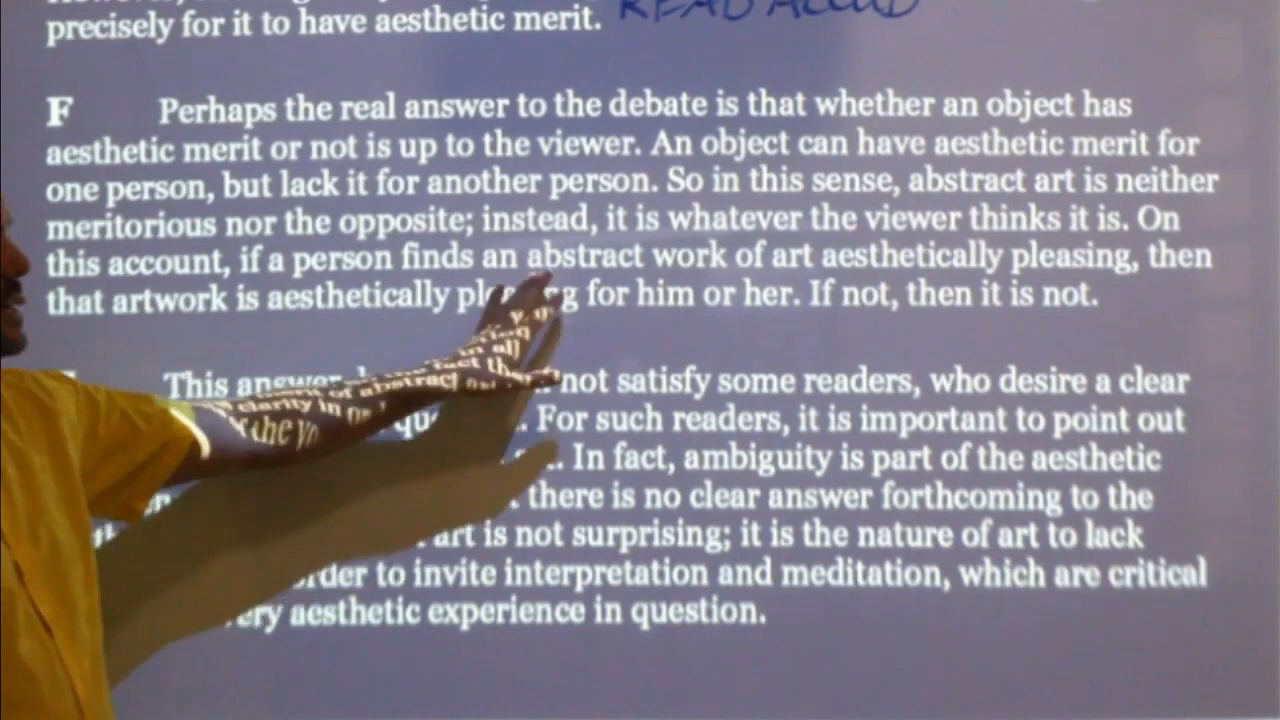 READ ALOUD
precisely for it to have aesthetic merit.
F Perhaps the real answer to the debate is that whether an object has
aesthetic merit or not is up to the viewer. An object can have aesthetic merit for
one person, but lack it for another person. So in this sense, abstract art is neither
meritorious nor the opposite; instead, it is whatever the viewer thinks it is. On
this account, if a person finds an abstract work of art aesthetically pleasing, then
that artwork is aesthetically for him or her. If not, then it is not.
This answer not satisfy some readers, who desire a clear
For such readers, it is important to point out
In fact, ambiguity is part of the aesthetic
there is no clear answer forthcoming to the
art is not surprising; it is the nature of art to lack
to invite interpretation and meditation, which are critical
aesthetic experience in question.